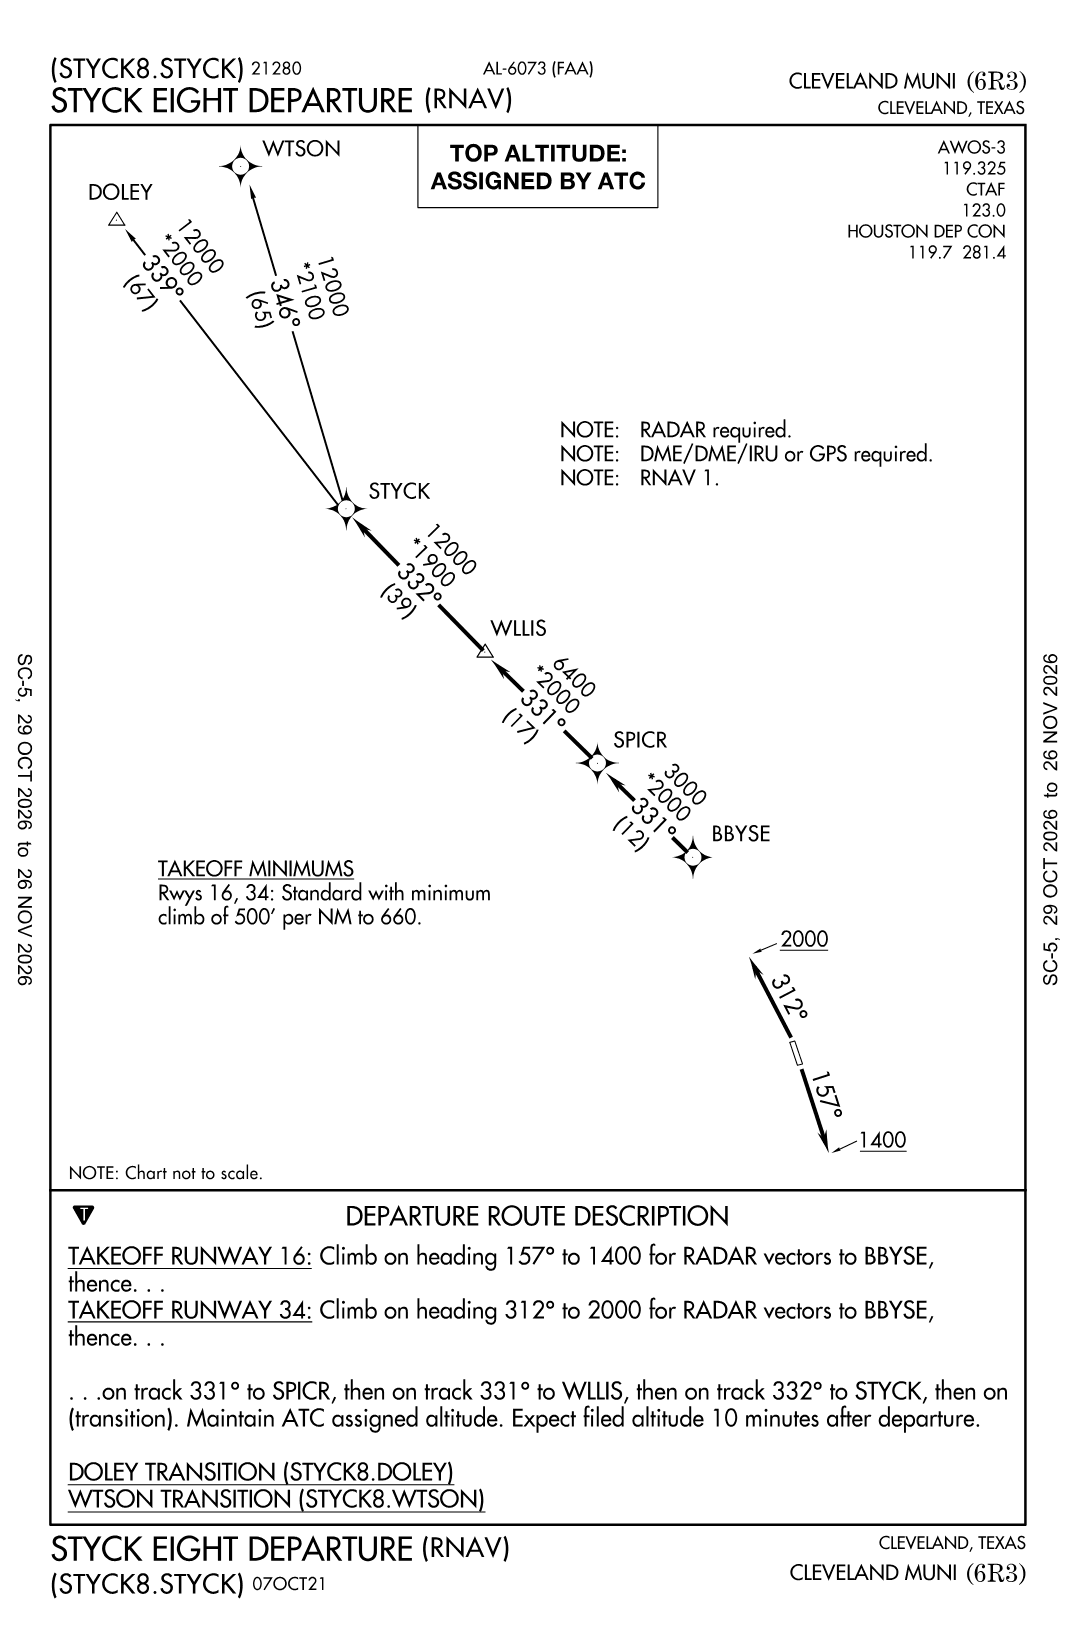 (STYCK8.STYCK) 21280
AL-6073 (FAA)
STYCK EIGHT DEPARTURE (RNAV)
CLEVELAND MUNI (6R3)
CLEVELAND, TEXAS
TOP ALTITUDE:
ASSIGNED BY ATC
AWOS-3
119.325
CTAF
123.0
HOUSTON DEP CON
119.7 281.4
WTSON
DOLEY
12000
*2000
339°
(67)
12000
*2100
346°
(65)
NOTE: RADAR required.
NOTE: DME/DME/IRU or GPS required.
NOTE: RNAV 1.
STYCK
12000
*1900
332°
(39)
WLLIS
6400
*2000
331°
(17)
SPICR
3000
*2000
331°
(12)
BBYSE
TAKEOFF MINIMUMS
Rwys 16, 34: Standard with minimum
climb of 500' per NM to 660.
2000
312°
157°
1400
NOTE: Chart not to scale.
SC-5, 29 OCT 2026 to 26 NOV 2026
SC-5, 29 OCT 2026 to 26 NOV 2026
T
DEPARTURE ROUTE DESCRIPTION
TAKEOFF RUNWAY 16: Climb on heading 157° to 1400 for RADAR vectors to BBYSE,
thence. . .
TAKEOFF RUNWAY 34: Climb on heading 312° to 2000 for RADAR vectors to BBYSE,
thence. . .
. . .on track 331° to SPICR, then on track 331° to WLLIS, then on track 332° to STYCK, then on
(transition). Maintain ATC assigned altitude. Expect filed altitude 10 minutes after departure.
DOLEY TRANSITION (STYCK8.DOLEY)
WTSON TRANSITION (STYCK8.WTSON)
STYCK EIGHT DEPARTURE (RNAV)
(STYCK8.STYCK) 07OCT21
CLEVELAND, TEXAS
CLEVELAND MUNI (6R3)